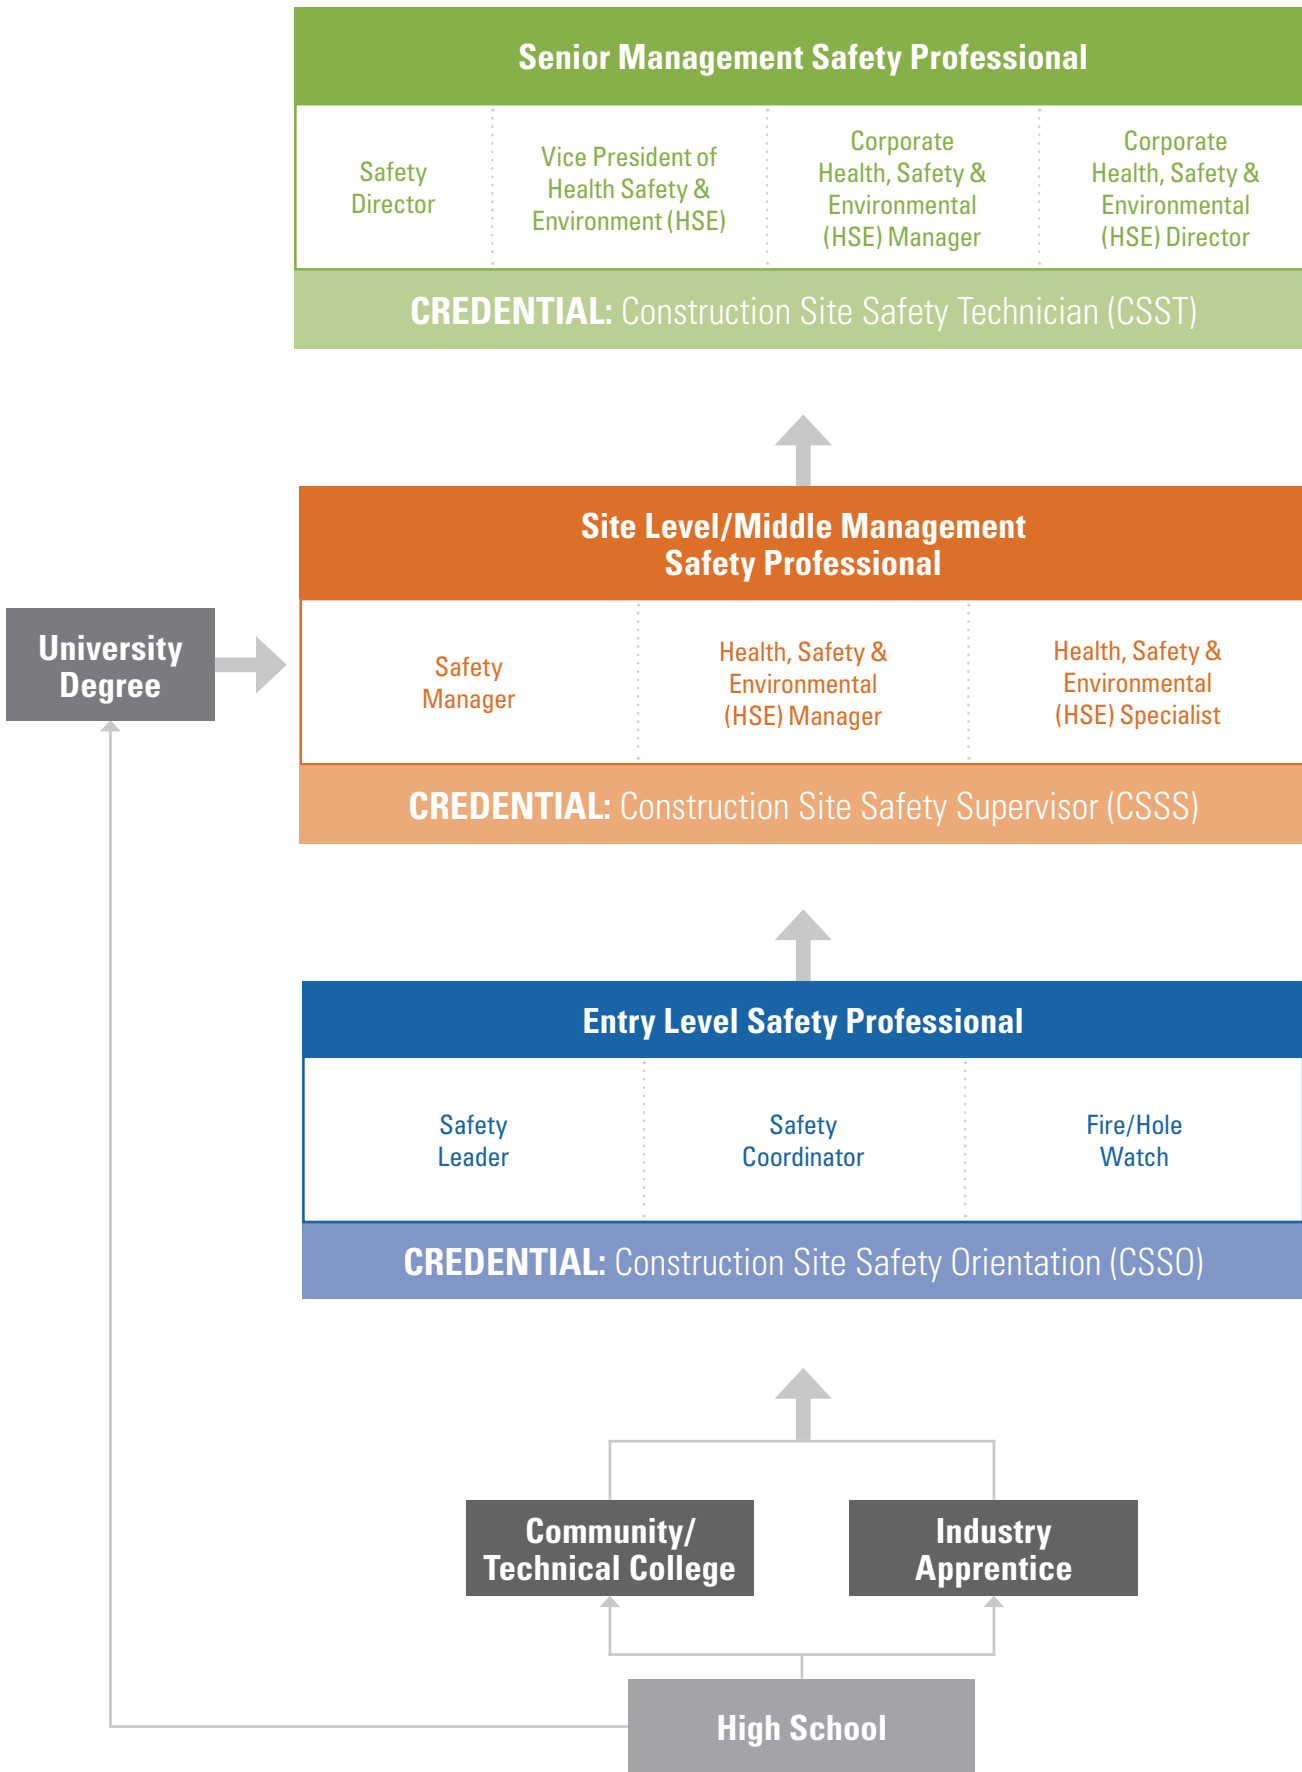 Senior Management Safety Professional
Safety
Director
Vice President of
Health Safety &
Environment (HSE)
Corporate
Health, Safety &
Environmental
(HSE) Manager
Corporate
Health, Safety &
Environmental
(HSE) Director
CREDENTIAL: Construction Site Safety Technician (CSST)
Site Level/Middle Management
Safety Professional
University
Degree
Safety
Manager
Health, Safety &
Environmental
(HSE) Manager
Health, Safety &
Environmental
(HSE) Specialist
CREDENTIAL: Construction Site Safety Supervisor (CSSS)
Entry Level Safety Professional
Safety
Leader
Safety
Coordinator
Fire/Hole
Watch
CREDENTIAL: Construction Site Safety Orientation (CSSO)
Community/
Technical College
Industry
Apprentice
High School